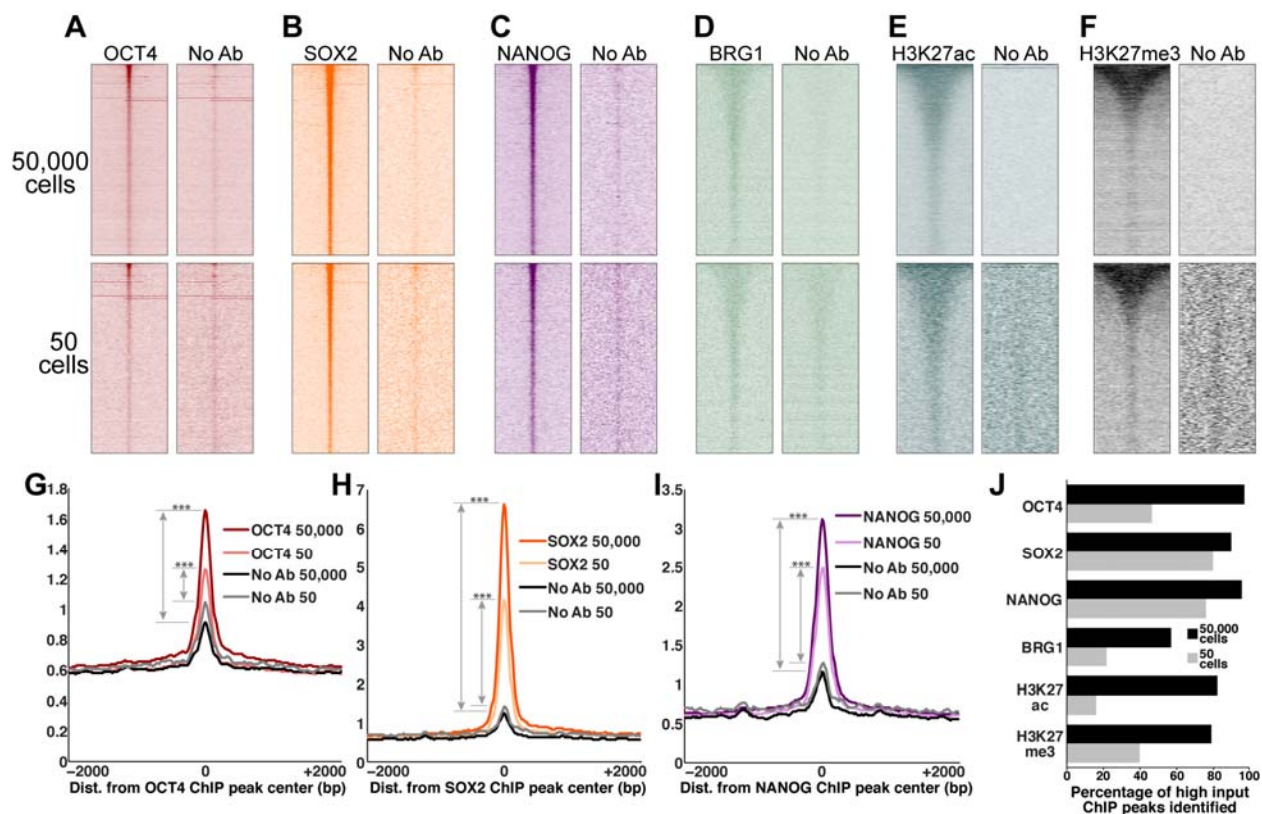 A
OCT4 No Ab
B
SOX2 No Ab
C
NANOG No Ab
D
BRG1 No Ab
E
H3K27ac No Ab
F
H3K27me3 No Ab
50,000
cells
50
cells
G
1.8
1.6
1.4
1.2
1
0.8
0.6
0.4
0.2
0
***
***
OCT4 50,000
OCT4 50
No Ab 50,000
No Ab 50
−2000 0 +2000
Dist. from OCT4 ChIP peak center (bp)
H
7
6
5
4
3
2
1
0
***
***
SOX2 50,000
SOX2 50
No Ab 50,000
No Ab 50
−2000 0 +2000
Dist. from SOX2 ChIP peak center (bp)
I
3.5
3
2.5
2
1.5
1
0.5
0
***
***
NANOG 50,000
NANOG 50
No Ab 50,000
No Ab 50
−2000 0 +2000
Dist. from NANOG ChIP peak center (bp)
J
OCT4
SOX2
NANOG
BRG1
H3K27
ac
H3K27
me3
50,000
cells
50
cells
0 20 40 60 80 100
Percentage of high input
ChIP peaks identified